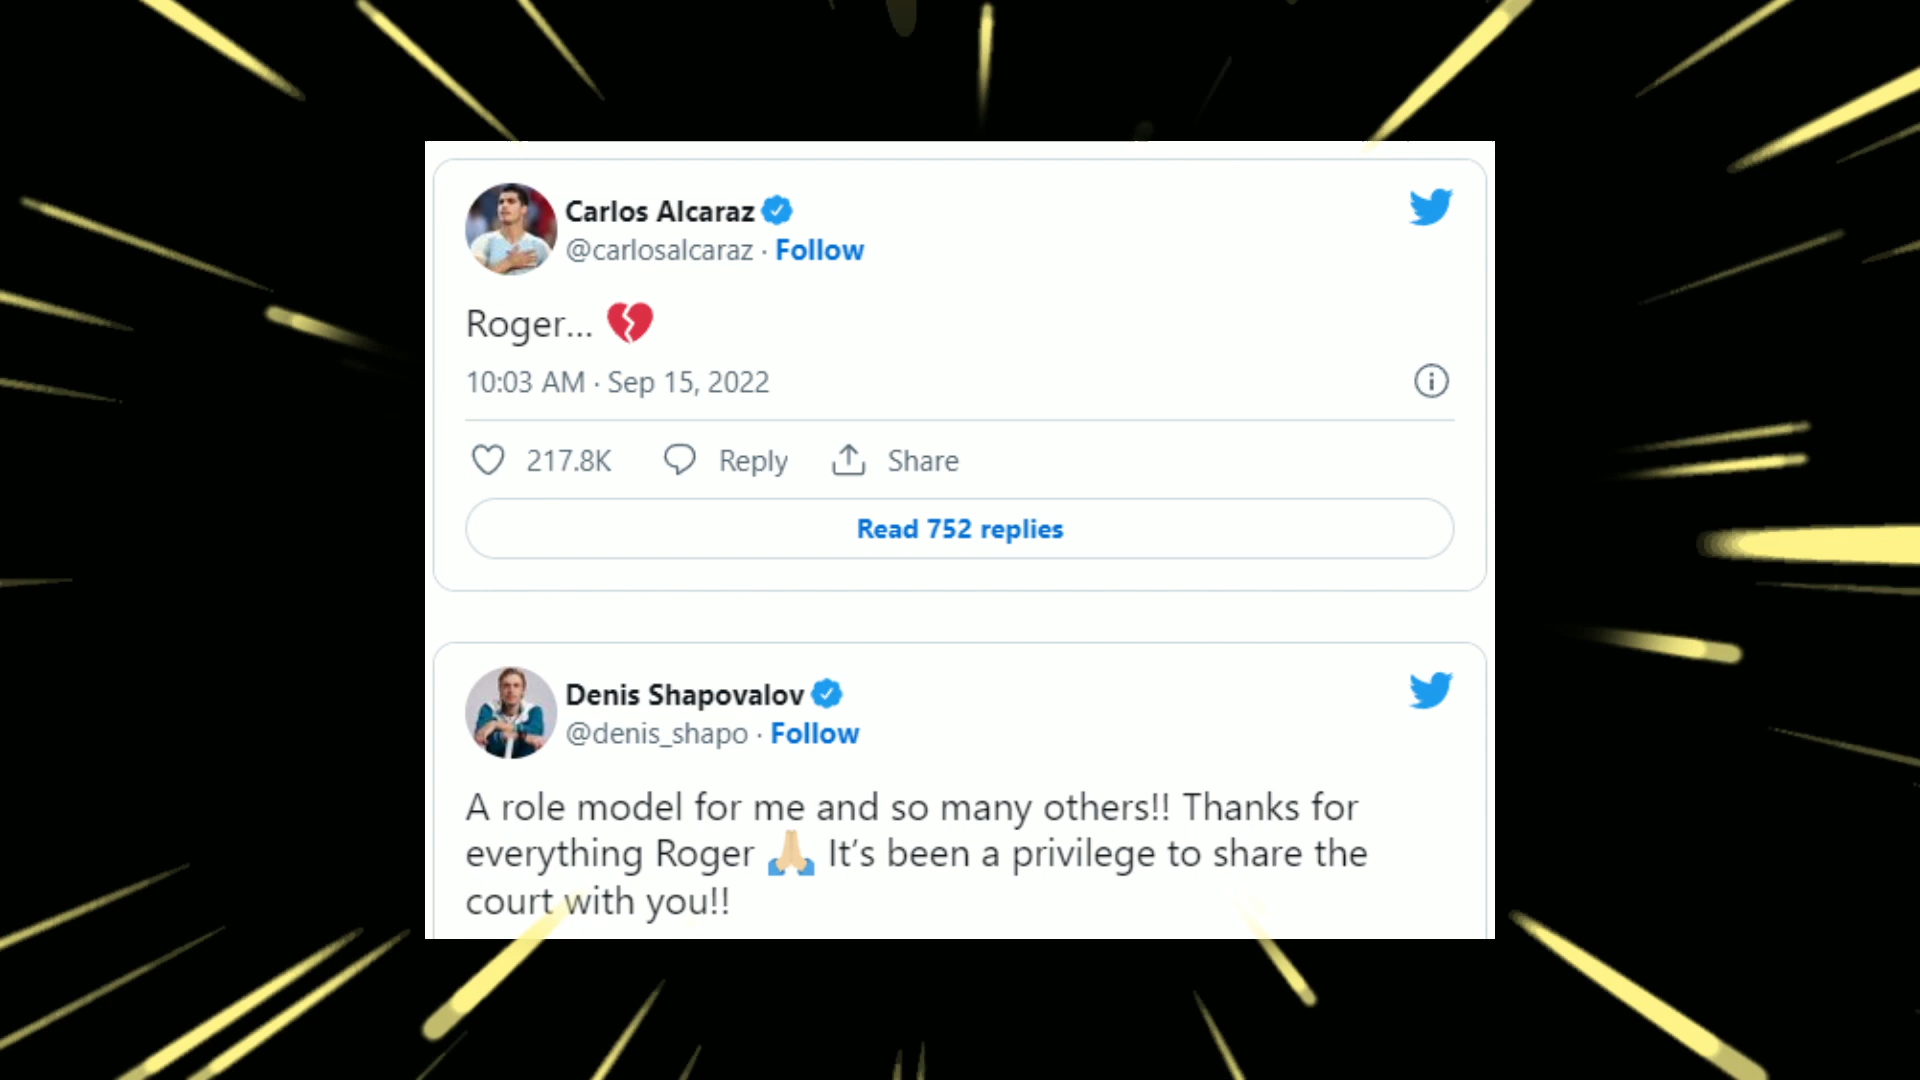 Carlos Alcaraz
@carlosalcaraz · Follow
Roger... 💔
10:03 AM · Sep 15, 2022
217.8K Reply Share
Read 752 replies
Denis Shapovalov
@denis_shapo · Follow
A role model for me and so many others!! Thanks for
everything Roger 🙏🏼 It’s been a privilege to share the
court with you!!